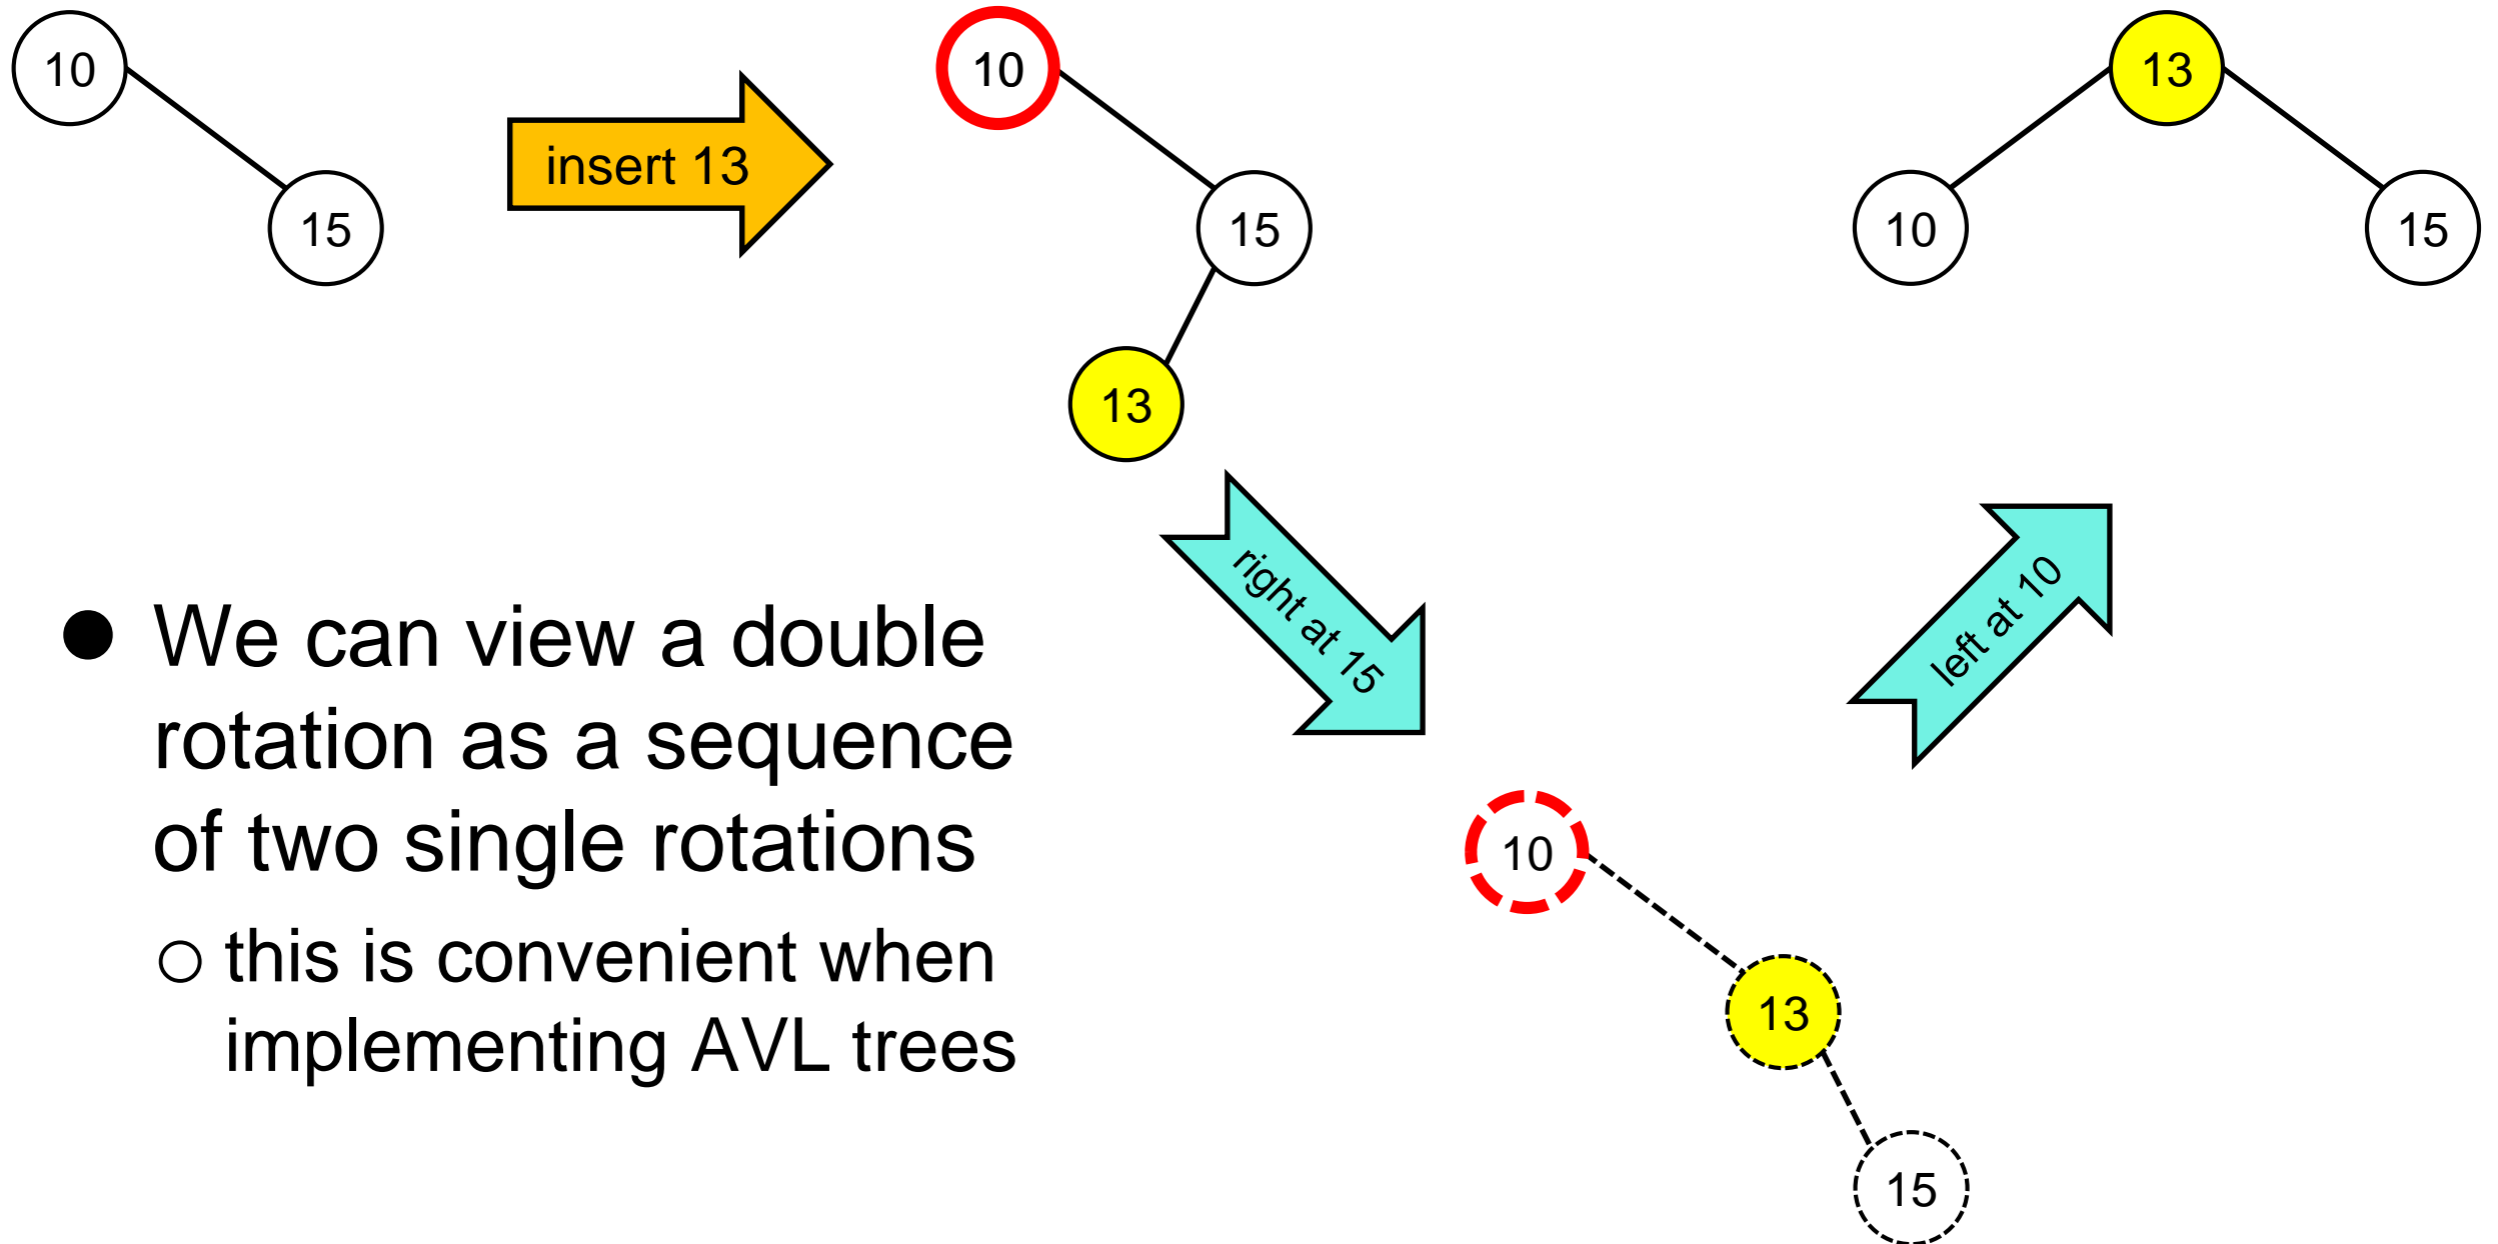 10
15
insert 13
10
15
13
13
10
15
right at 15
left at 10
10
13
15
● We can view a double
rotation as a sequence
of two single rotations
○ this is convenient when
implementing AVL trees